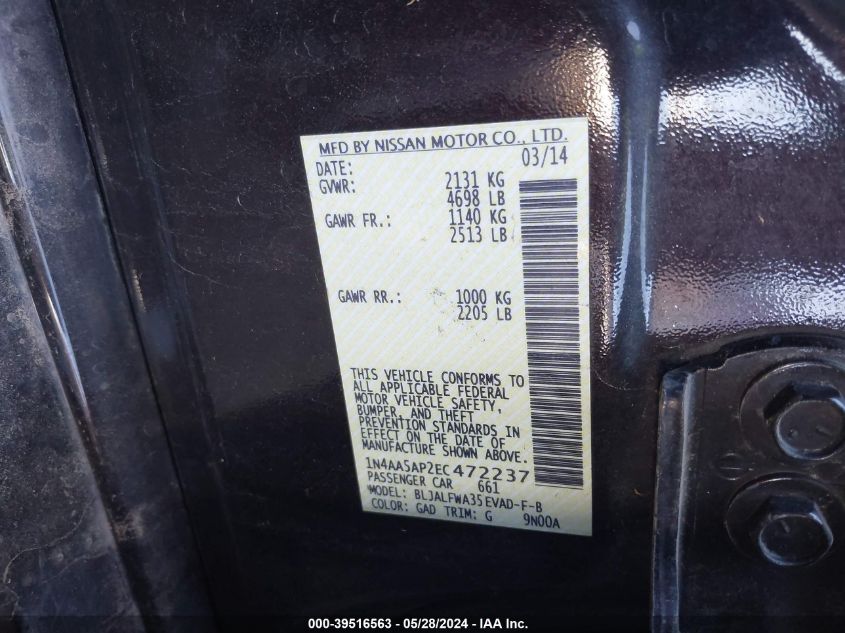 MFD BY NISSAN MOTOR CO., LTD.
DATE: 03/14
GVWR: 2131 KG
4698 LB
GAWR FR.: 1140 KG
2513 LB
GAWR RR.: 1000 KG
2205 LB
THIS VEHICLE CONFORMS TO
ALL APPLICABLE FEDERAL
MOTOR VEHICLE SAFETY,
BUMPER, AND THEFT
PREVENTION STANDARDS IN
EFFECT ON THE DATE OF
MANUFACTURE SHOWN ABOVE.
1N4AA5AP2EC472237
PASSENGER CAR 661
MODEL: BLJALFWA35EVAD-F-B
COLOR: GAD TRIM: G 9N00A
000-39516563 / 05/28/2024 - IAA Inc.